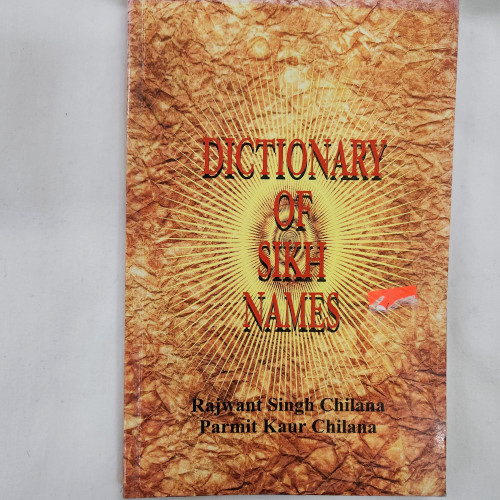 DICTIONARY
OF
SIKH
NAMES
Rajwant Singh Chilana
Parmit Kaur Chilana